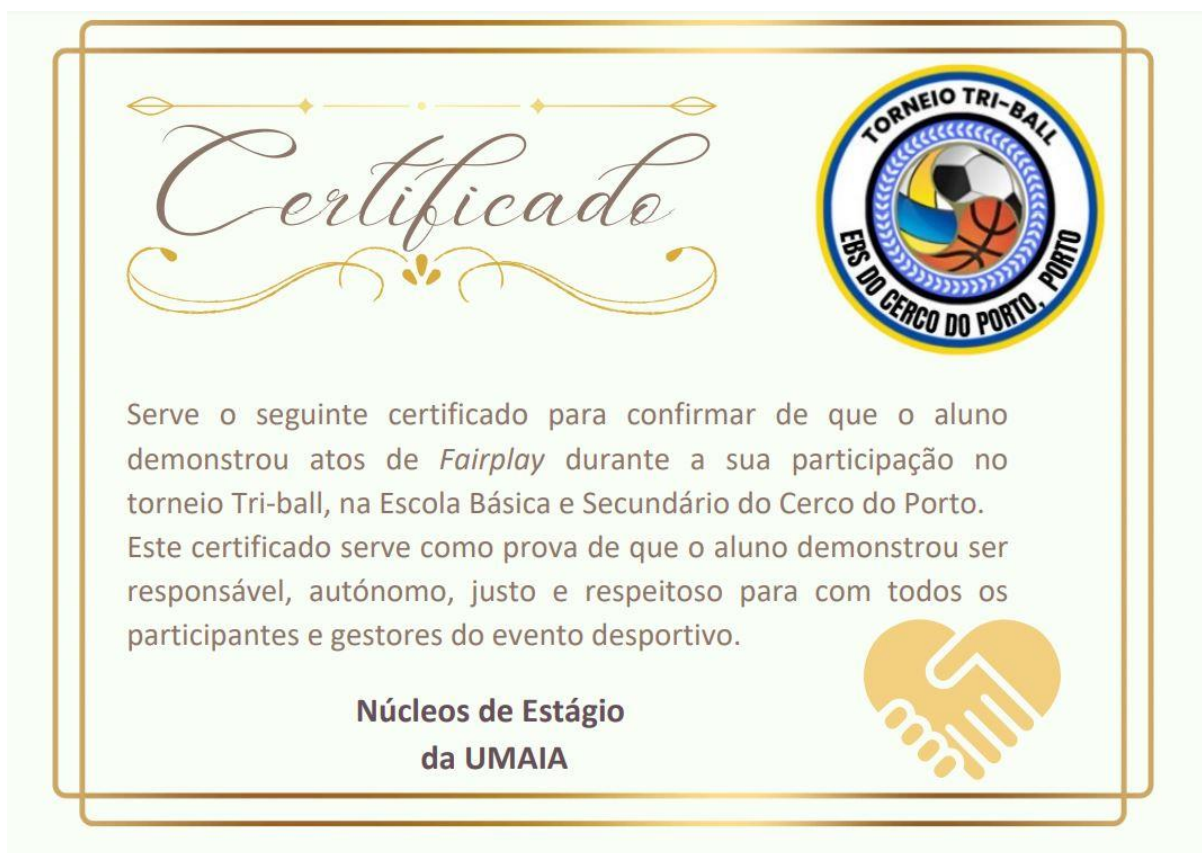 Certificado
TORNEIO TRI-BALL
EBS DO CERCO DO PORTO, PORTO
Serve o seguinte certificado para confirmar de que o aluno
demonstrou atos de Fairplay durante a sua participação no
torneio Tri-ball, na Escola Básica e Secundário do Cerco do Porto.
Este certificado serve como prova de que o aluno demonstrou ser
responsável, autónomo, justo e respeitoso para com todos os
participantes e gestores do evento desportivo.
Núcleos de Estágio
da UMAIA